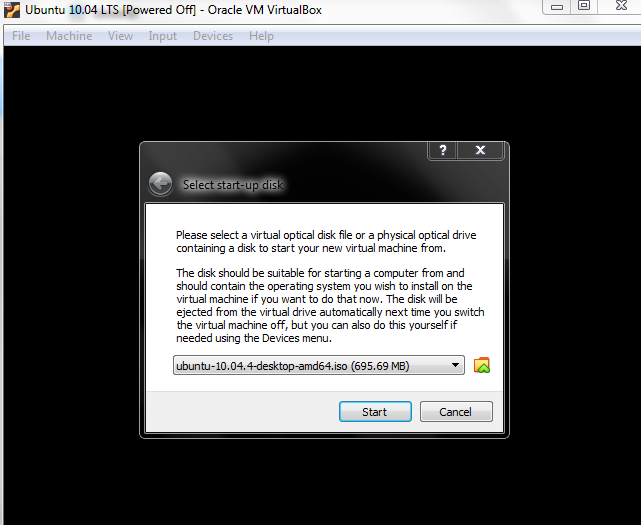 Ubuntu 10.04 LTS [Powered Off] - Oracle VM VirtualBox
File Machine View Input Devices Help
?
Select start-up disk
Please select a virtual optical disk file or a physical optical drive
containing a disk to start your new virtual machine from.
The disk should be suitable for starting a computer from and
should contain the operating system you wish to install on the
virtual machine if you want to do that now. The disk will be
ejected from the virtual drive automatically next time you switch
the virtual machine off, but you can also do this yourself if
needed using the Devices menu.
ubuntu-10.04.4-desktop-amd64.iso (695.69 MB)
Start Cancel